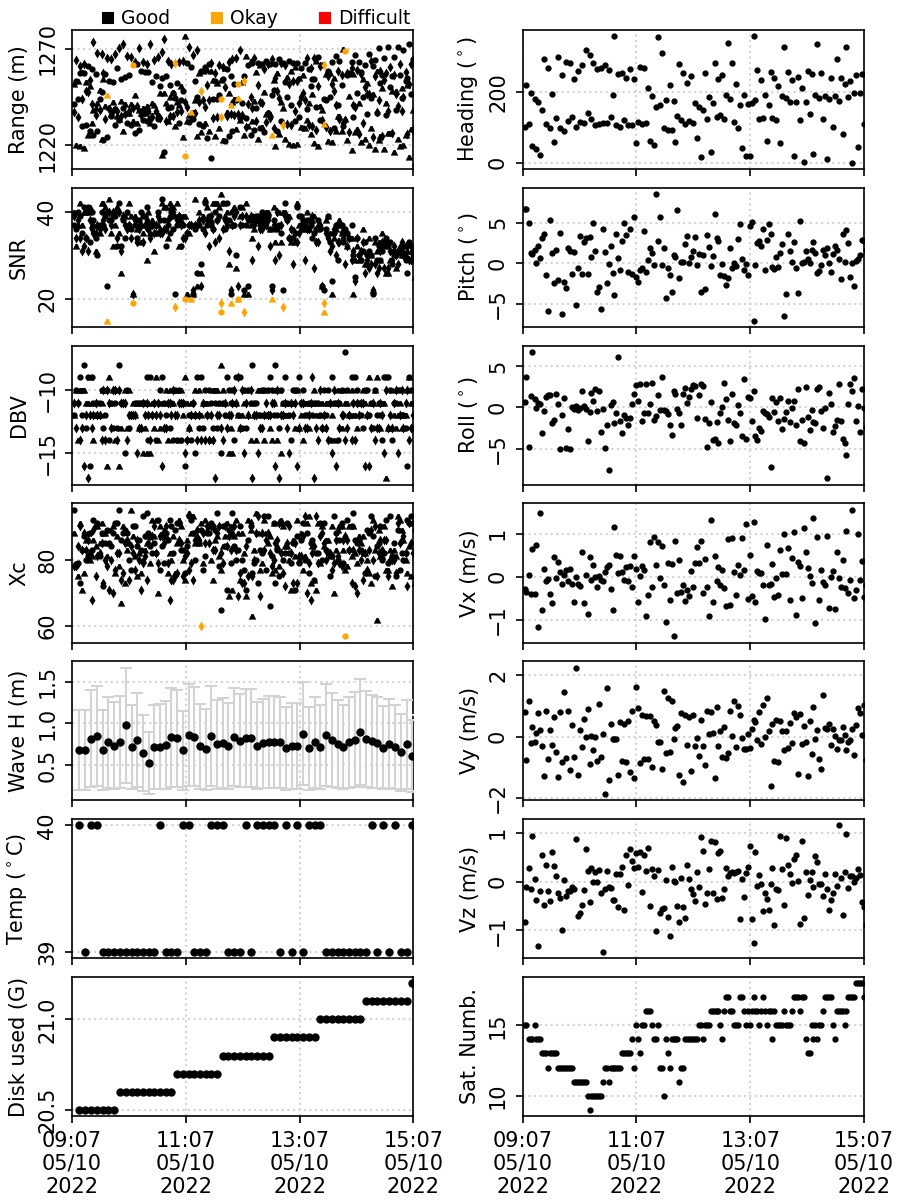 Good Okay Difficult
Range (m) 1270 1220
Heading (°) 200 0
SNR 40 20
Pitch (°) 5 0 −5
DBV −10 −15
Roll (°) 5 0 −5
Xc 80 60
Vx (m/s) 1 0 −1
Wave H (m) 1.5 1.0 0.5
Vy (m/s) 2 0 −2
Temp (°C) 40 39
Vz (m/s) 1 0 −1
Disk used (G) 21.0 20.5
Sat. Numb. 15 10
09:07 11:07 13:07 15:07 09:07 11:07 13:07 15:07
05/10 05/10 05/10 05/10 05/10 05/10 05/10 05/10
2022 2022 2022 2022 2022 2022 2022 2022